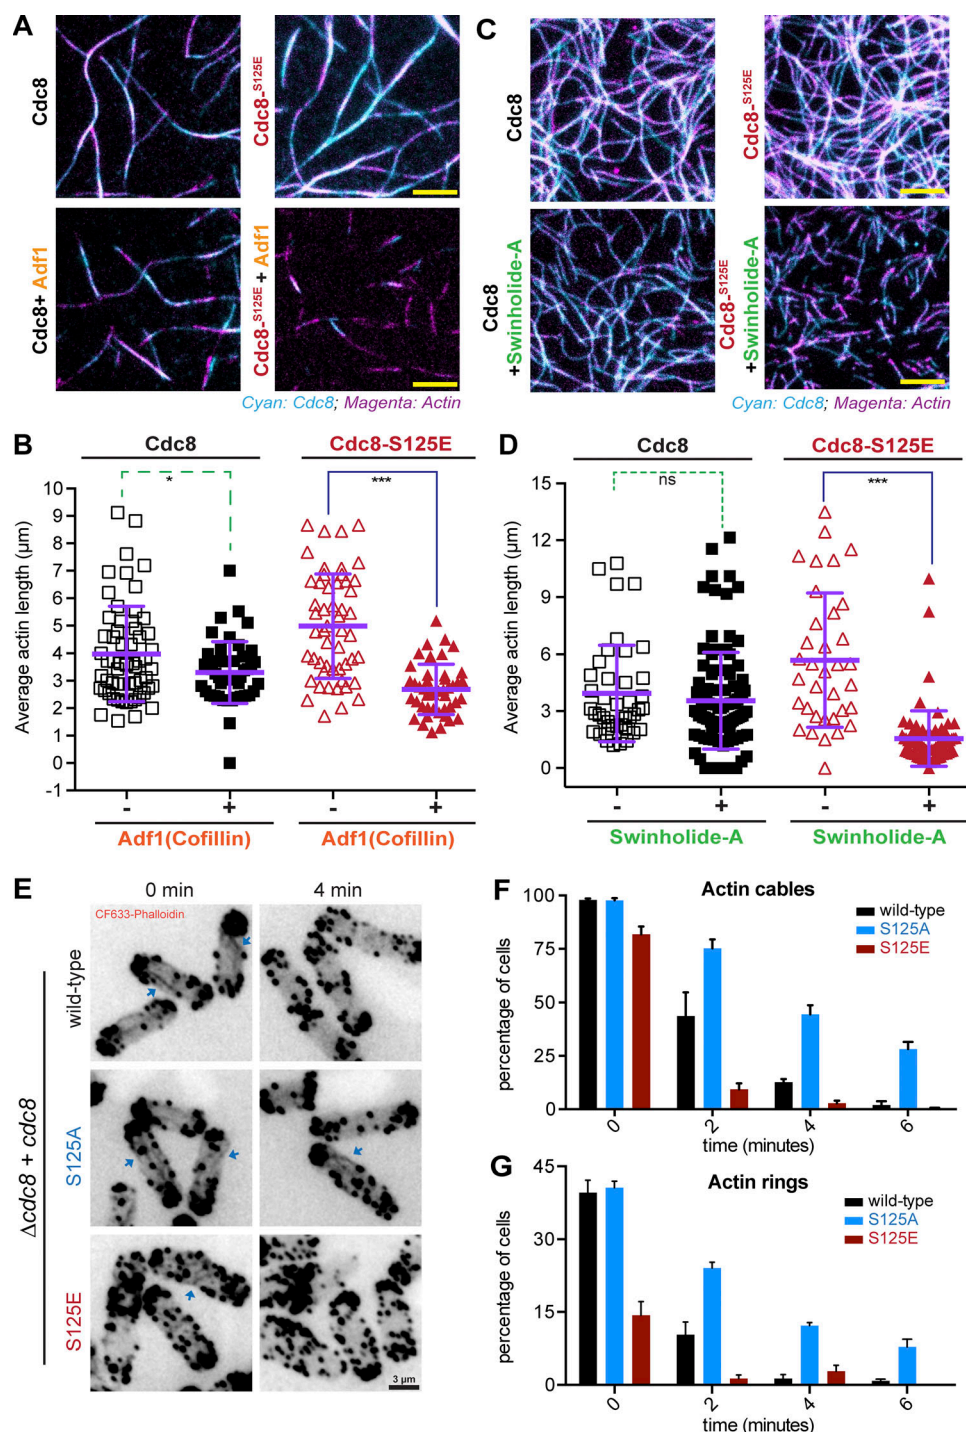 A
Cdc8
Cdc8-S125E
Cdc8+ Adf1
Cdc8-S125E + Adf1
Cyan: Cdc8; Magenta: Actin
C
Cdc8
Cdc8-S125E
Cdc8
+Swinholide-A
Cdc8-S125E
+Swinholide-A
Cyan: Cdc8; Magenta: Actin
B
Cdc8
Cdc8-S125E
*
***
Average actin length (µm)
10
9
8
7
6
5
4
3
2
1
0
-1
-
+
-
+
Adf1(Cofillin)
Adf1(Cofillin)
D
Cdc8
Cdc8-S125E
ns
***
Average actin length (µm)
15
12
9
6
3
0
-
+
-
+
Swinholide-A
Swinholide-A
E
0 min
4 min
CF633-Phalloidin
Δcdc8 + cdc8
wild-type
S125A
S125E
3 µm
F
Actin cables
wild-type
S125A
S125E
percentage of cells
100
75
50
25
0
0
2
4
6
time (minutes)
G
Actin rings
wild-type
S125A
S125E
percentage of cells
45
30
15
0
0
2
4
6
time (minutes)